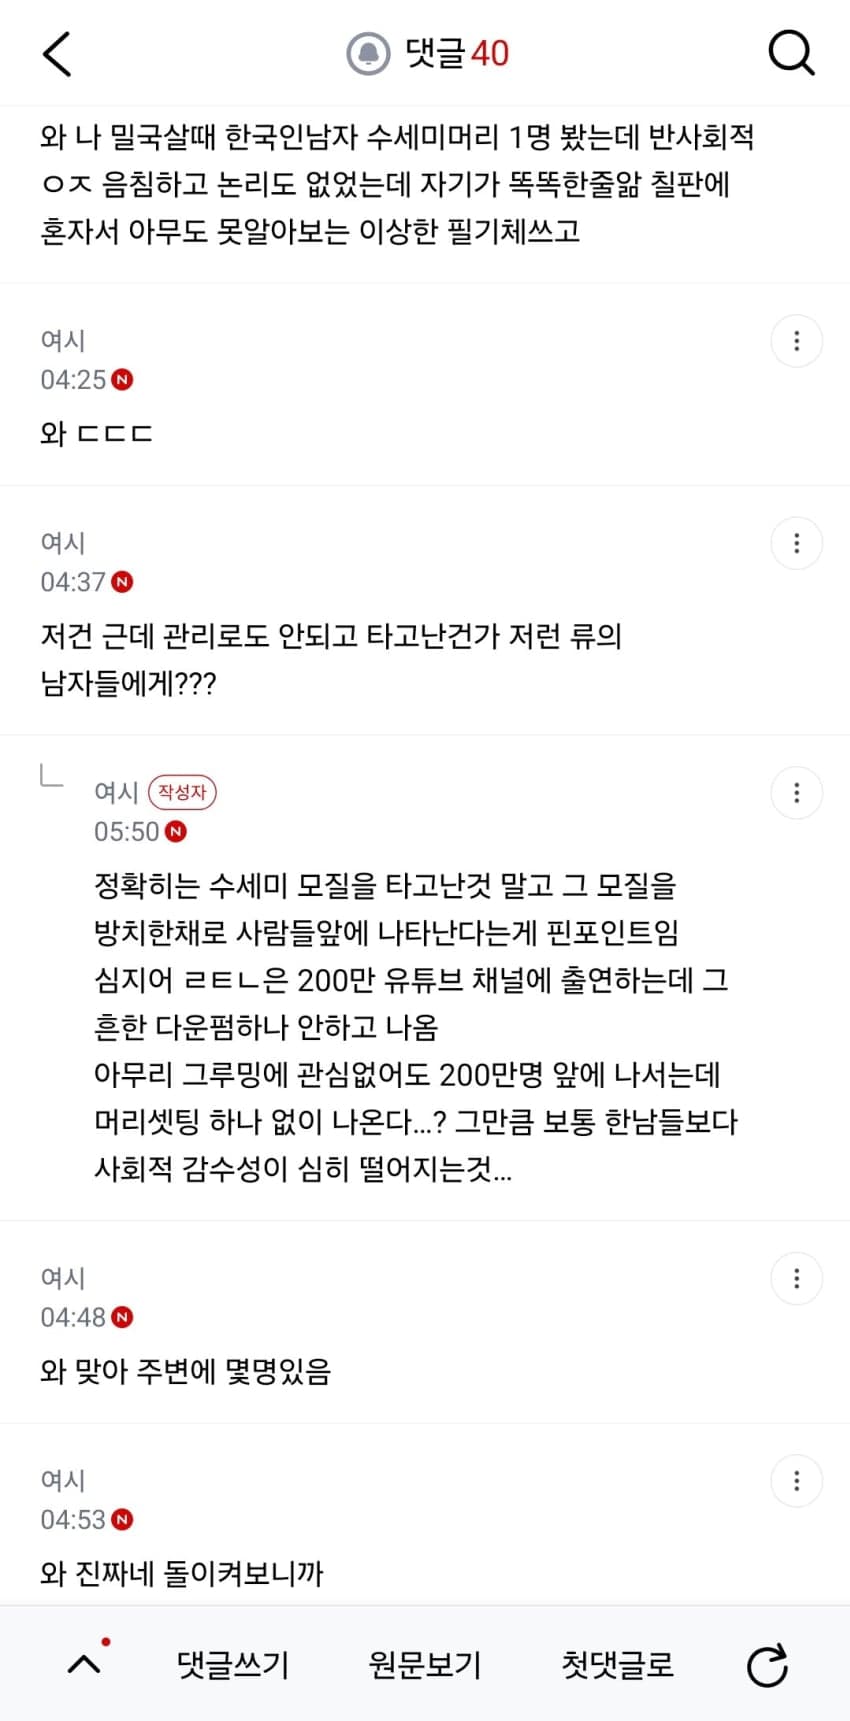 댓글 40
와 나 밀국살때 한국인남자 수세미머리 1명 봤는데 반사회적
ㅇㅈ 음침하고 논리도 없었는데 자기가 똑똑한줄앎 칠판에
혼자서 아무도 못알아보는 이상한 필기체쓰고
여시
04:25 N
와 ㄷㄷㄷ
여시
04:37 N
저건 근데 관리로도 안되고 타고난건가 저런 류의
남자들에게???
여시 작성자
05:50 N
정확히는 수세미 모질을 타고난것 말고 그 모질을
방치한채로 사람들앞에 나타난다는게 핀포인트임
심지어 ㄹㅌㄴ은 200만 유튜브 채널에 출연하는데 그
흔한 다운펌하나 안하고 나옴
아무리 그루밍에 관심없어도 200만명 앞에 나서는데
머리셋팅 하나 없이 나온다...? 그만큼 보통 한남들보다
사회적 감수성이 심히 떨어지는것...
여시
04:48 N
와 맞아 주변에 몇명있음
여시
04:53 N
와 진짜네 돌이켜보니까
댓글쓰기 원문보기 첫댓글로